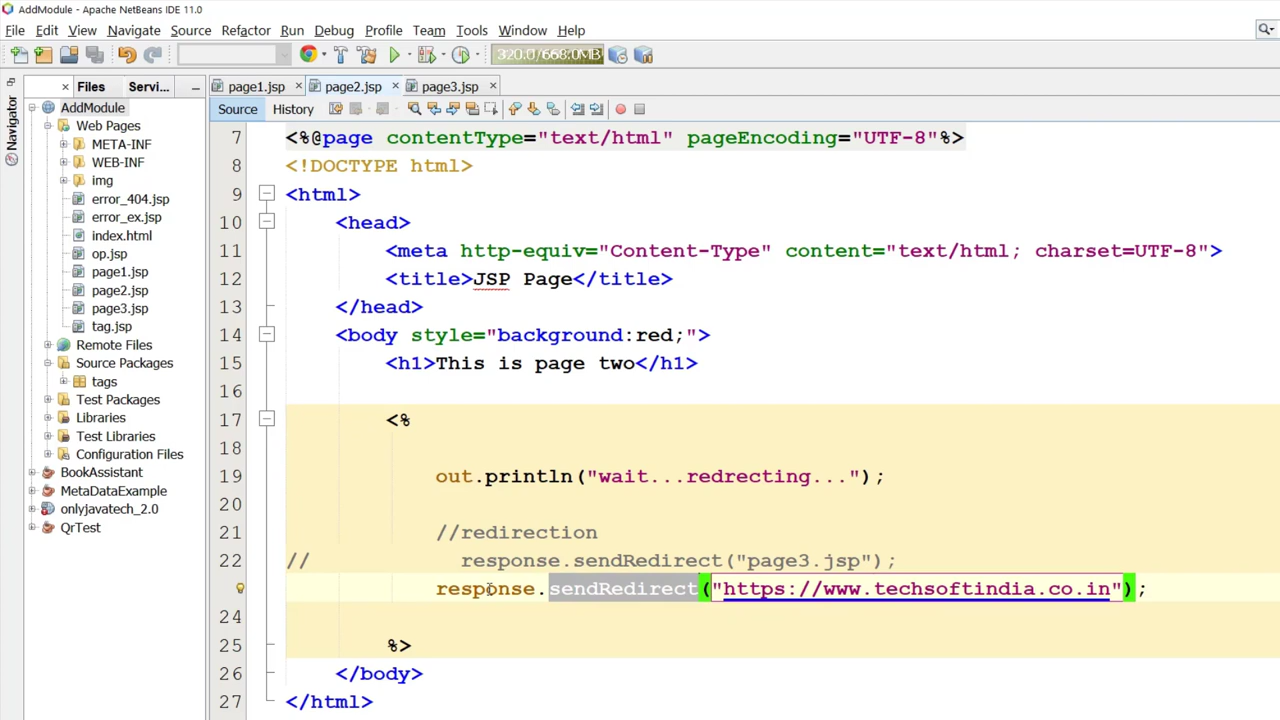 AddModule - Apache NetBeans IDE 11.0
File Edit View Navigate Source Refactor Run Debug Profile Team Tools Window Help
320.0/668.0MB
Files Servi...
page1.jsp page2.jsp page3.jsp
Source History
Navigator
AddModule
Web Pages
META-INF
WEB-INF
img
error_404.jsp
error_ex.jsp
index.html
op.jsp
page1.jsp
page2.jsp
page3.jsp
tag.jsp
Remote Files
Source Packages
tags
Test Packages
Libraries
Test Libraries
Configuration Files
BookAssistant
MetaDataExample
onlyjavatech_2.0
QrTest
7 <%@page contentType="text/html" pageEncoding="UTF-8"%>
8 <!DOCTYPE html>
9 <html>
10 <head>
11 <meta http-equiv="Content-Type" content="text/html; charset=UTF-8">
12 <title>JSP Page</title>
13 </head>
14 <body style="background:red;">
15 <h1>This is page two</h1>
16
17 <%
18
19 out.println("wait...redrecting...");
20
21 //redirection
22 // response.sendRedirect("page3.jsp");
response.sendRedirect("https://www.techsoftindia.co.in");
24
25 %>
26 </body>
27 </html>